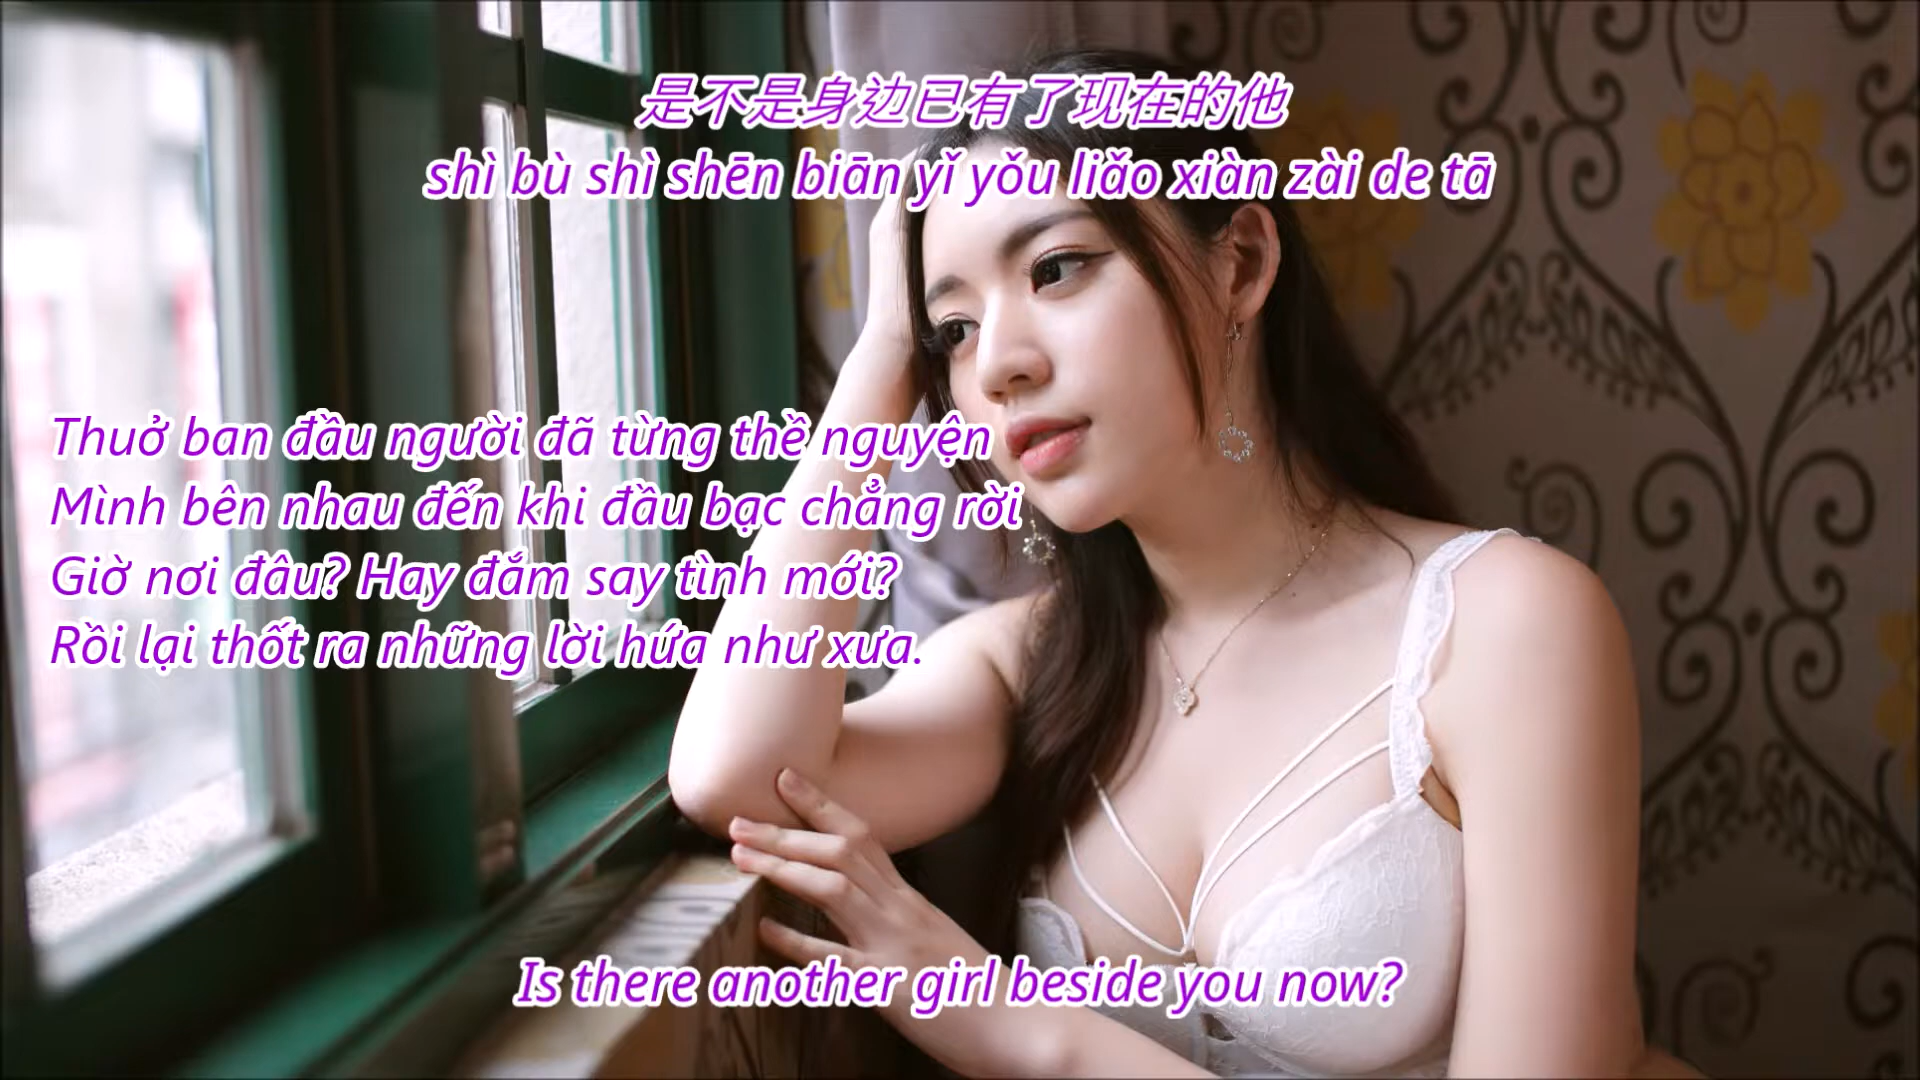 是不是身边已有了现在的他
shì bù shì shēn biān yǐ yǒu liǎo xiàn zài de tā
Thuở ban đầu người đã từng thề nguyện
Mình bên nhau đến khi đầu bạc chẳng rời
Giờ nơi đâu? Hay đắm say tình mới?
Rồi lại thốt ra những lời hứa như xưa.
Is there another girl beside you now?